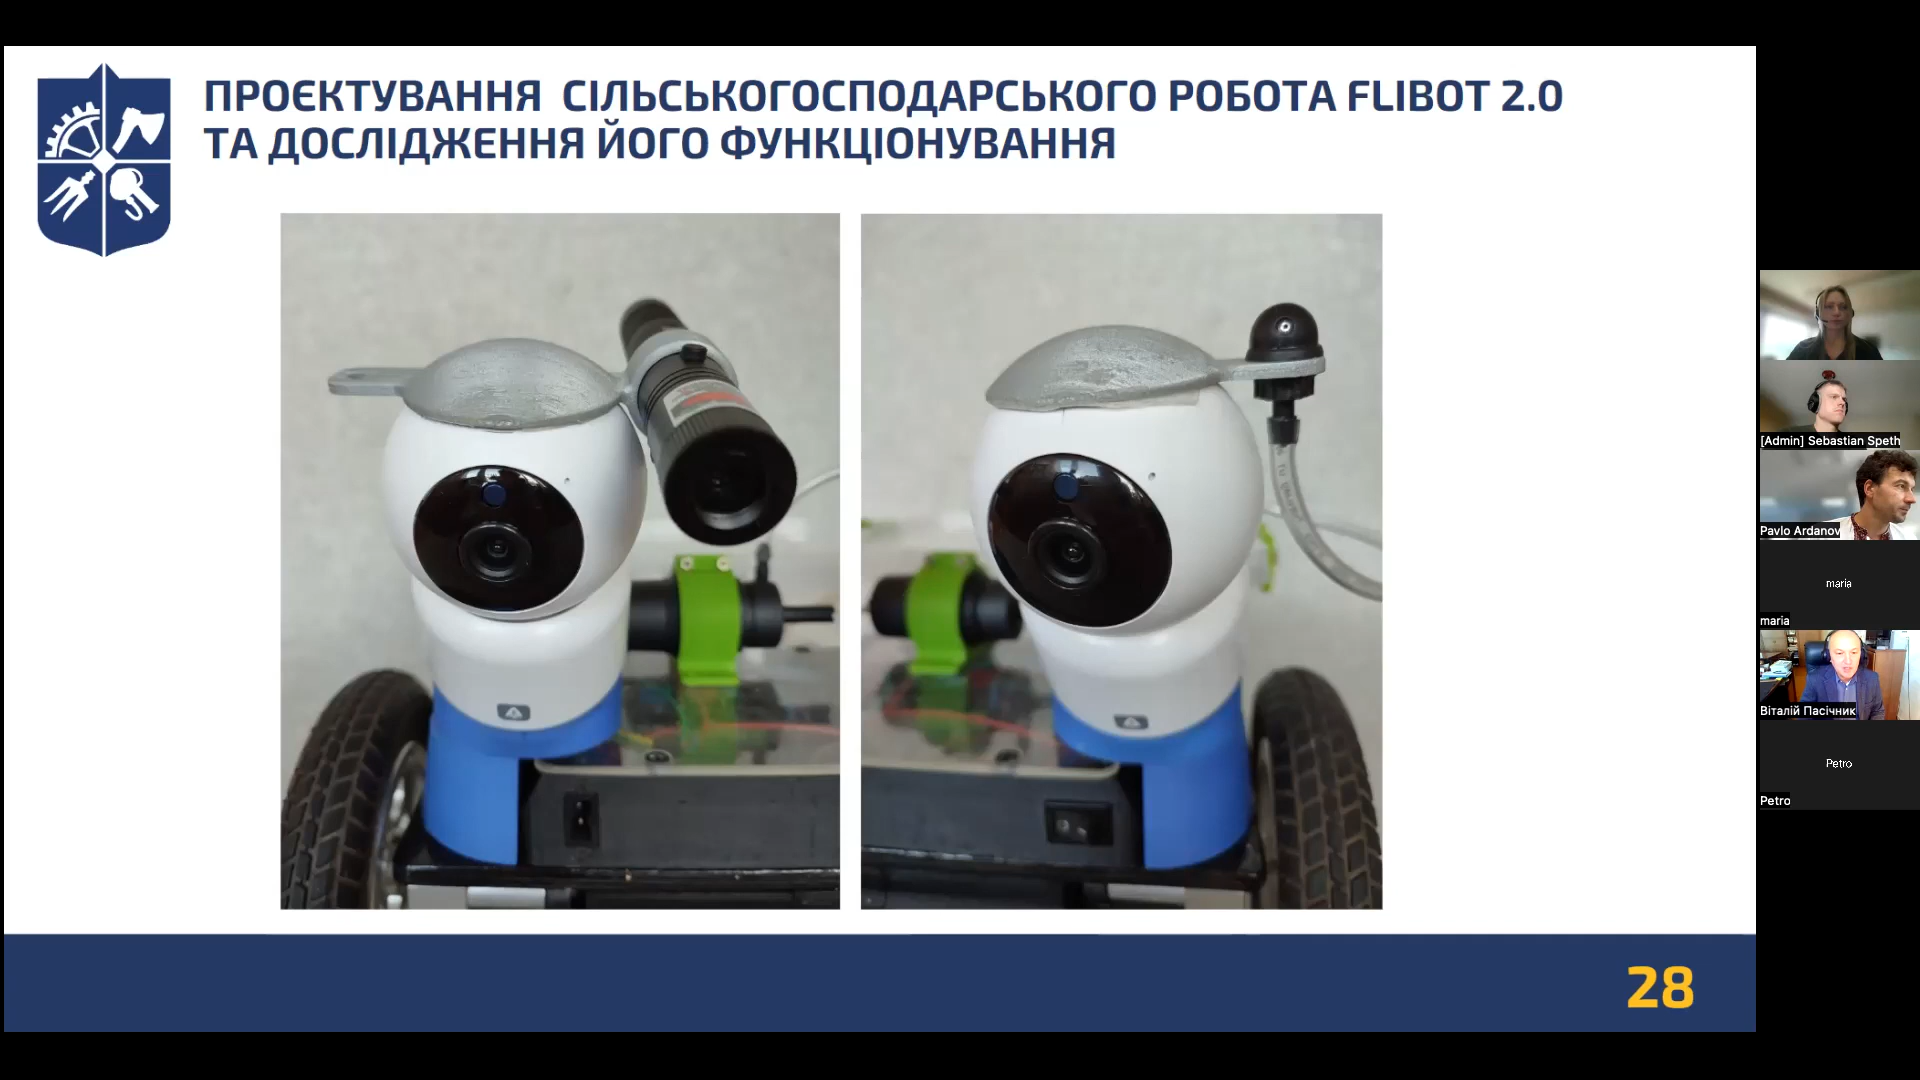 ПРОЄКТУВАННЯ СІЛЬСЬКОГОСПОДАРСЬКОГО РОБОТА FLIBOT 2.0
ТА ДОСЛІДЖЕННЯ ЙОГО ФУНКЦІОНУВАННЯ
28
[Admin] Sebastian Speth
Pavlo Ardanov
maria
maria
Віталій Пасічник
Petro
Petro